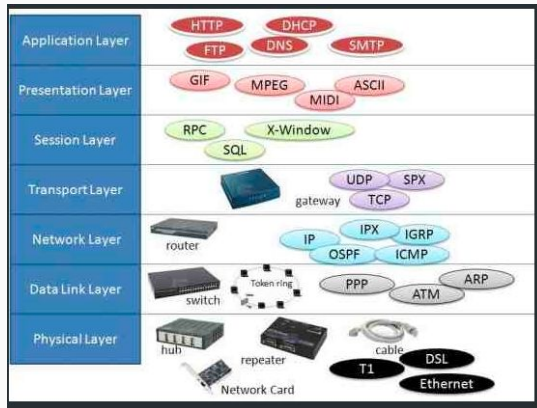 Application Layer
HTTP DHCP
FTP DNS SMTP
Presentation Layer
GIF MPEG ASCII
MIDI
Session Layer
RPC X-Window
SQL
Transport Layer
gateway
UDP SPX
TCP
Network Layer
router
IP IPX IGRP
OSPF ICMP
Data Link Layer
switch
Token ring
PPP ATM ARP
Physical Layer
hub
repeater
cable
Network Card
T1 DSL
Ethernet